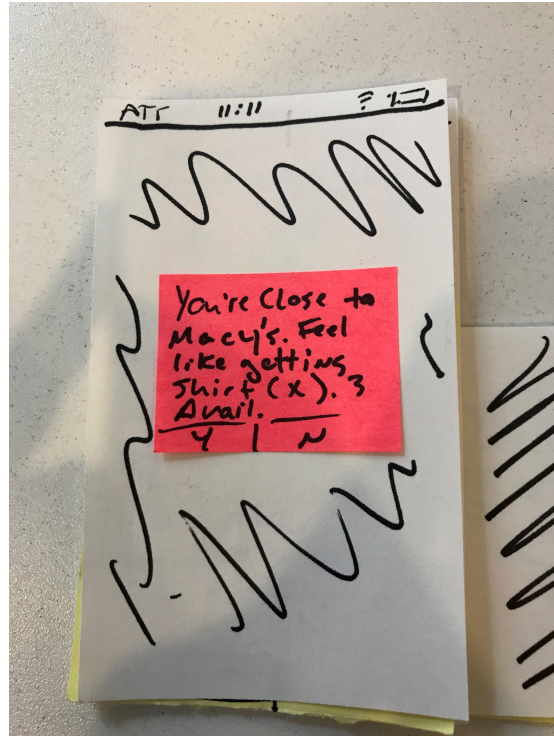 ATT 11:11
You're Close to
Macy's. Feel
like getting
Shirt (x). 3
Avail.
Y | N